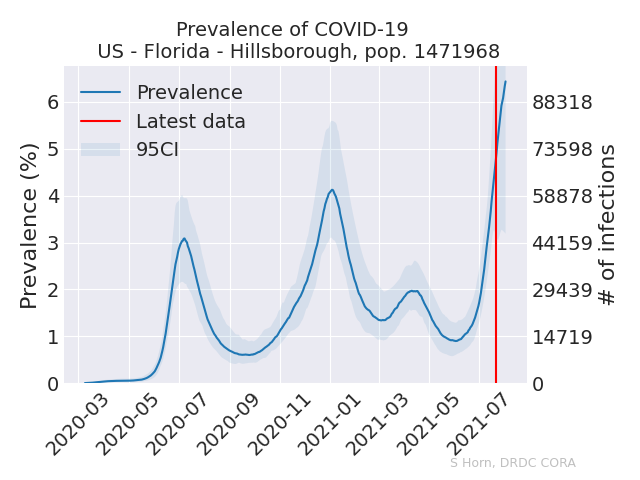 Prevalence of COVID-19
US - Florida - Hillsborough, pop. 1471968
Prevalence
Latest data
95CI
Prevalence (%)
6
5
4
3
2
1
0
88318
73598
58878
44159
29439
14719
0
# of infections
2020-03
2020-05
2020-07
2020-09
2020-11
2021-01
2021-03
2021-05
2021-07
S Horn, DRDC CORA